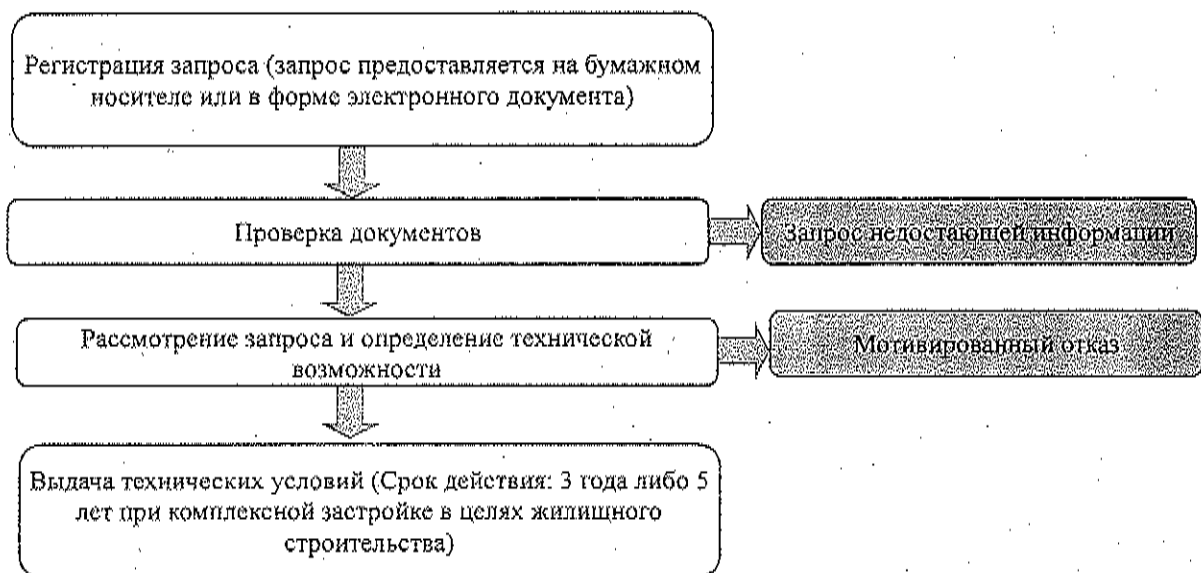 Регистрация запроса (запрос предоставляется на бумажном
носителе или в форме электронного документа)
Проверка документов
Запрос недостающей информации
Рассмотрение запроса и определение технической
возможности
Мотивированный отказ
Выдача технических условий (Срок действия: 3 года либо 5
лет при комплексной застройке в целях жилищного
строительства)